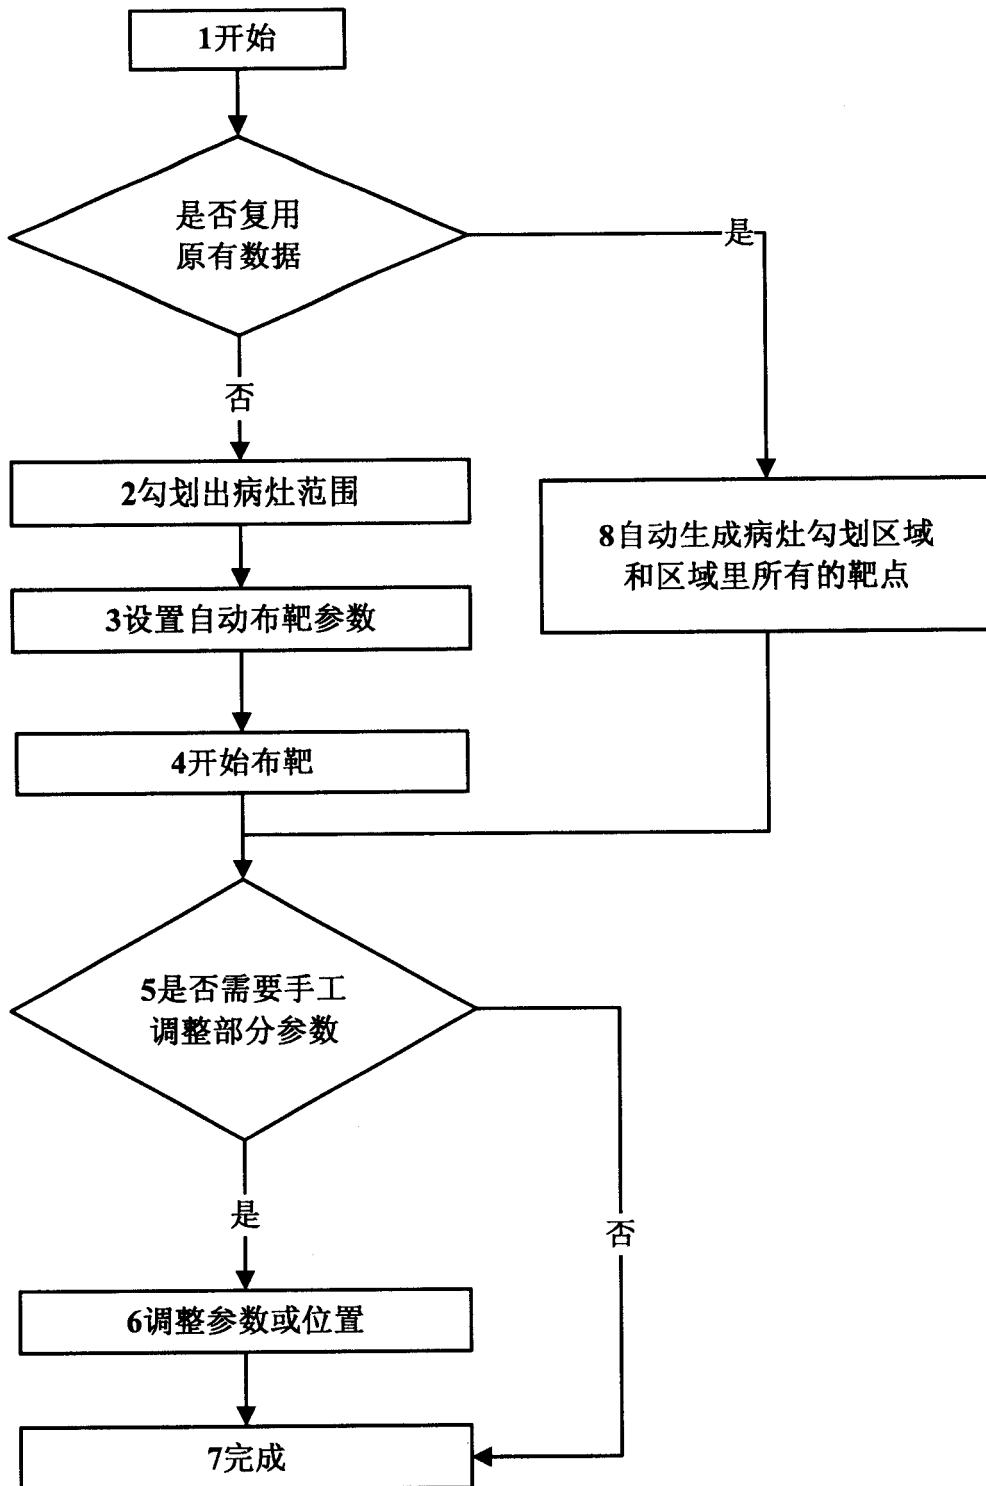 1开始
是否复用
原有数据
是
否
2勾划出病灶范围
8自动生成病灶勾划区域
和区域里所有的靶点
3设置自动布靶参数
4开始布靶
5是否需要手工
调整部分参数
是
否
6调整参数或位置
7完成